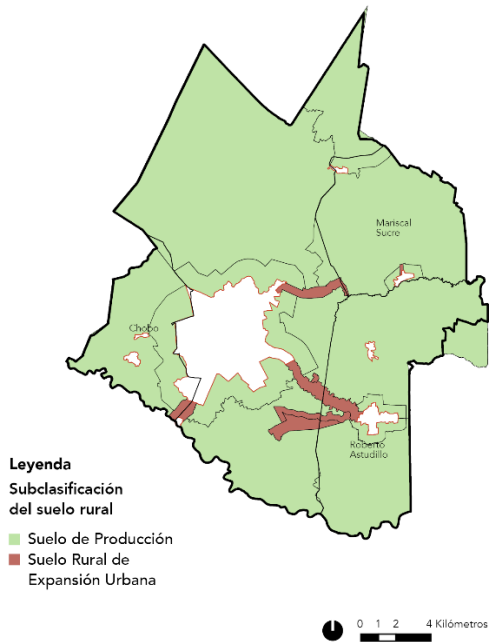 Mariscal
Sucre
Chobo
Roberto
Astudillo
Leyenda
Subclasificación
del suelo rural
Suelo de Producción
Suelo Rural de
Expansión Urbana
0 1 2 4 Kilómetros